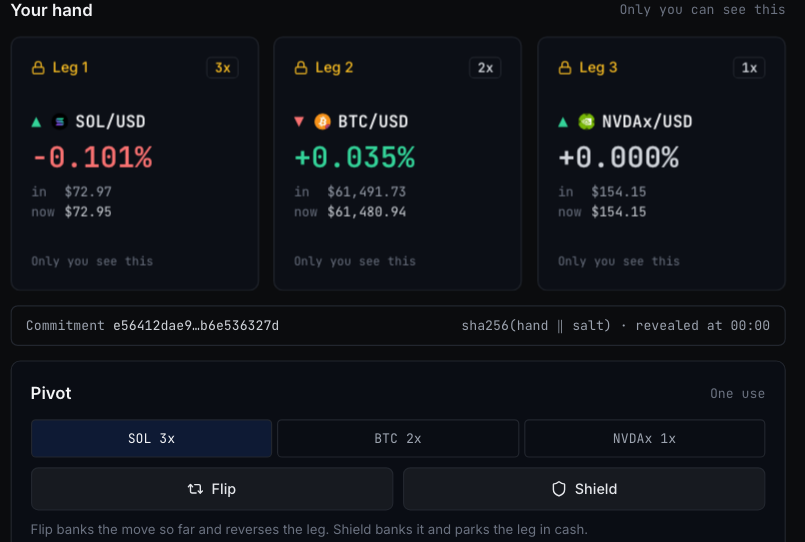 Your hand
Only you can see this
Leg 1
3x
SOL/USD
-0.101%
in $72.97
now $72.95
Only you see this
Leg 2
2x
BTC/USD
+0.035%
in $61,491.73
now $61,480.94
Only you see this
Leg 3
1x
NVDAx/USD
+0.000%
in $154.15
now $154.15
Only you see this
Commitment e56412dae9…b6e536327d
sha256(hand ‖ salt) · revealed at 00:00
Pivot
One use
SOL 3x
BTC 2x
NVDAx 1x
Flip
Shield
Flip banks the move so far and reverses the leg. Shield banks it and parks the leg in cash.